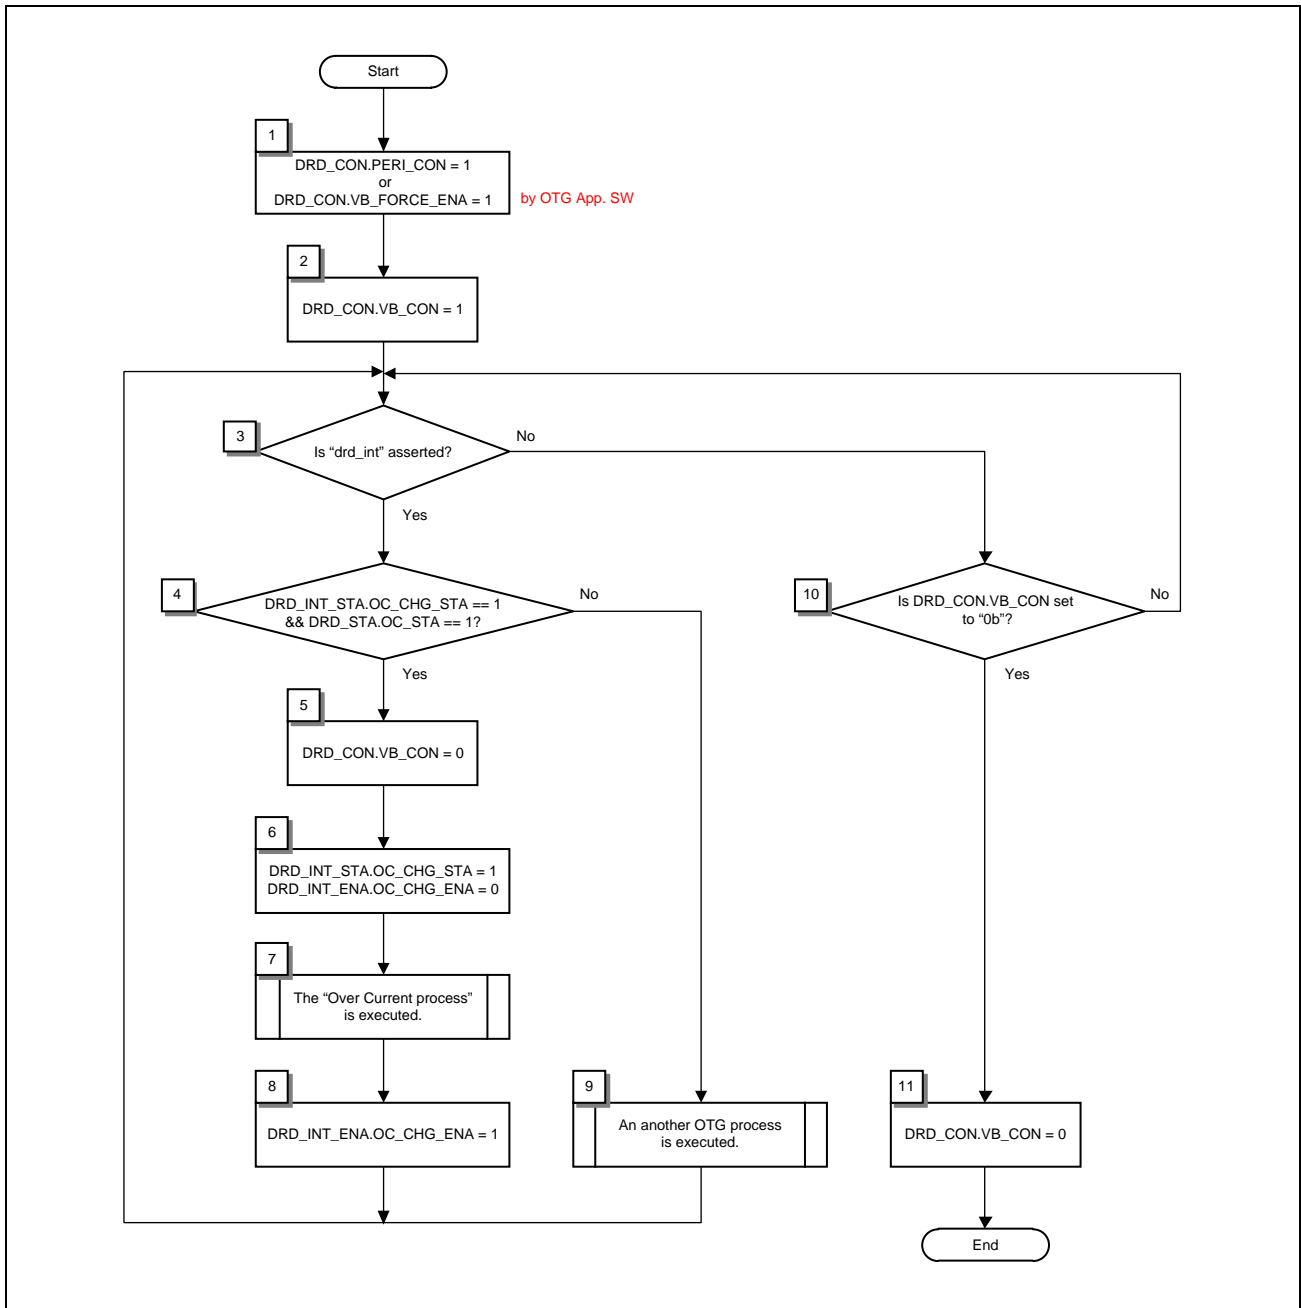 Start
1
DRD_CON.PERI_CON = 1
or
DRD_CON.VB_FORCE_ENA = 1
by OTG App. SW
2
DRD_CON.VB_CON = 1
3
Is “drd_int” asserted?
No
Yes
4
DRD_INT_STA.OC_CHG_STA == 1
&& DRD_STA.OC_STA == 1?
No
Yes
10
Is DRD_CON.VB_CON set
to “0b”?
No
Yes
5
DRD_CON.VB_CON = 0
6
DRD_INT_STA.OC_CHG_STA = 1
DRD_INT_ENA.OC_CHG_ENA = 0
7
The “Over Current process”
is executed.
8
DRD_INT_ENA.OC_CHG_ENA = 1
9
An another OTG process
is executed.
11
DRD_CON.VB_CON = 0
End